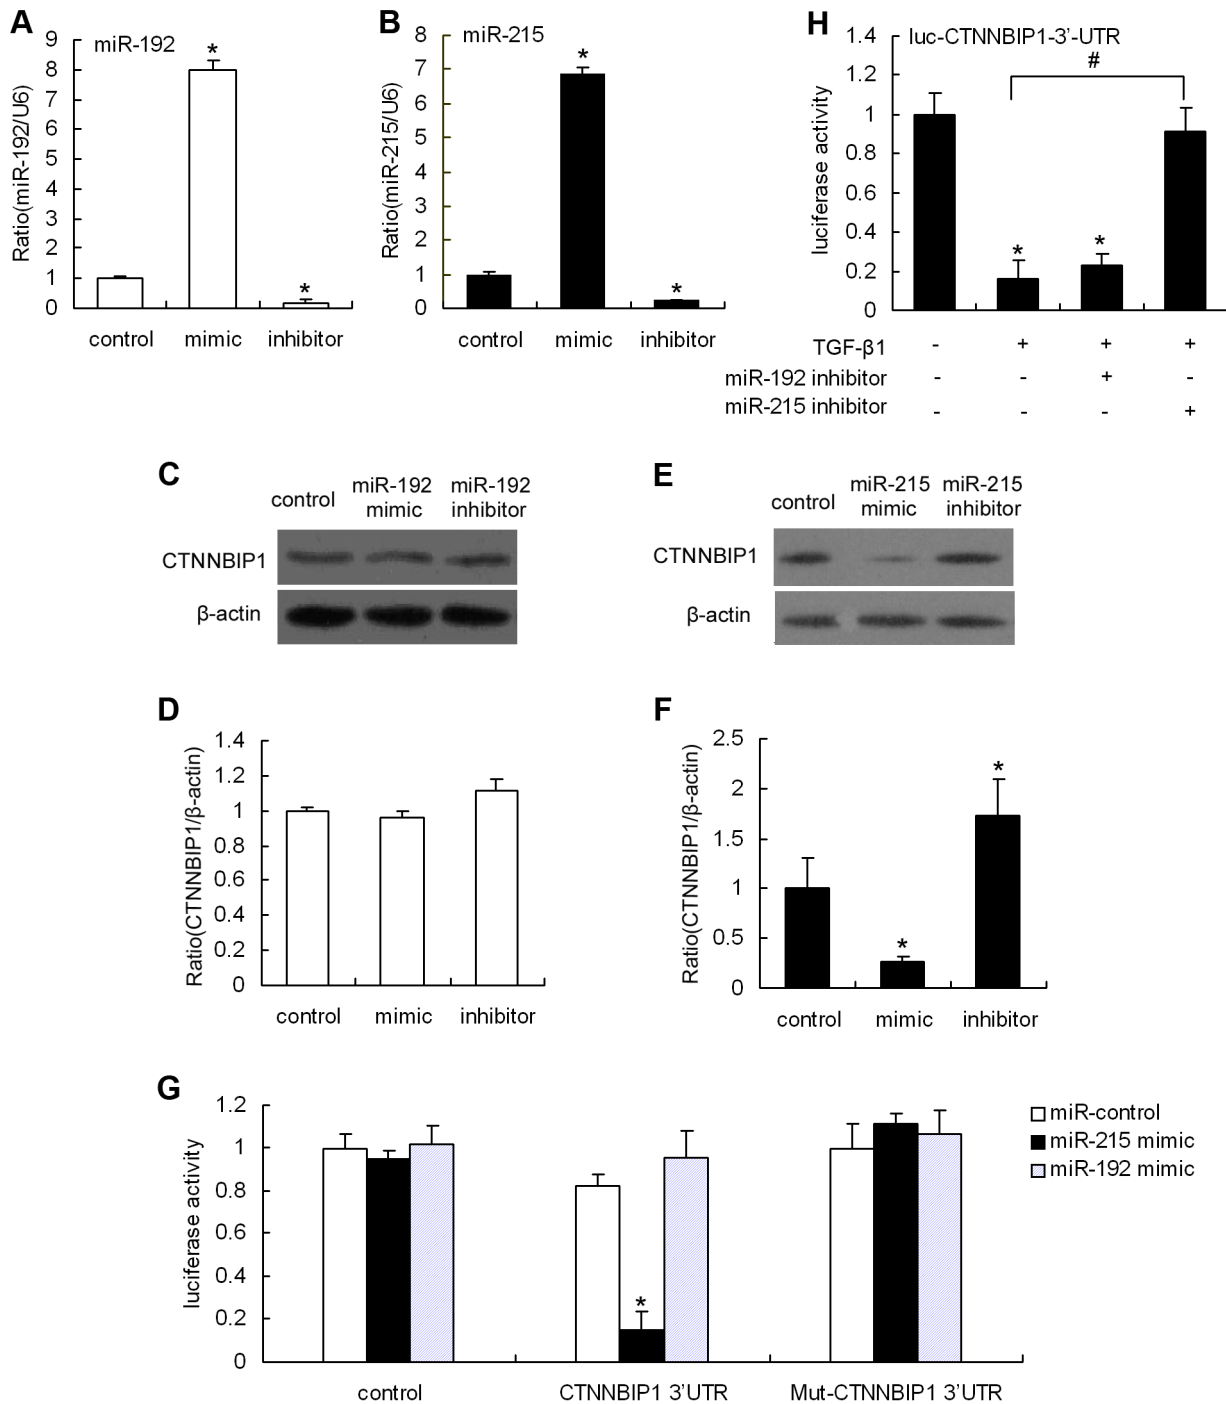 A
miR-192
Ratio(miR-192/U6)
9
8
7
6
5
4
3
2
1
0
*
*
control mimic inhibitor
B
miR-215
Ratio(miR-215/U6)
8
7
6
5
4
3
2
1
0
*
*
control mimic inhibitor
H
luc-CTNNBIP1-3'-UTR
#
luciferase activity
1.4
1.2
1
0.8
0.6
0.4
0.2
0
*
*
TGF-β1 - + + +
miR-192 inhibitor - - + -
miR-215 inhibitor - - - +
C
control
miR-192
mimic
miR-192
inhibitor
CTNNBIP1
β-actin
E
control
miR-215
mimic
miR-215
inhibitor
CTNNBIP1
β-actin
D
Ratio(CTNNBIP1/β-actin)
1.4
1.2
1
0.8
0.6
0.4
0.2
0
control mimic inhibitor
F
Ratio(CTNNBIP1/β-actin)
2.5
2
1.5
1
0.5
0
*
*
control mimic inhibitor
G
luciferase activity
1.2
1
0.8
0.6
0.4
0.2
0
*
control CTNNBIP1 3'UTR Mut-CTNNBIP1 3'UTR
miR-control
miR-215 mimic
miR-192 mimic